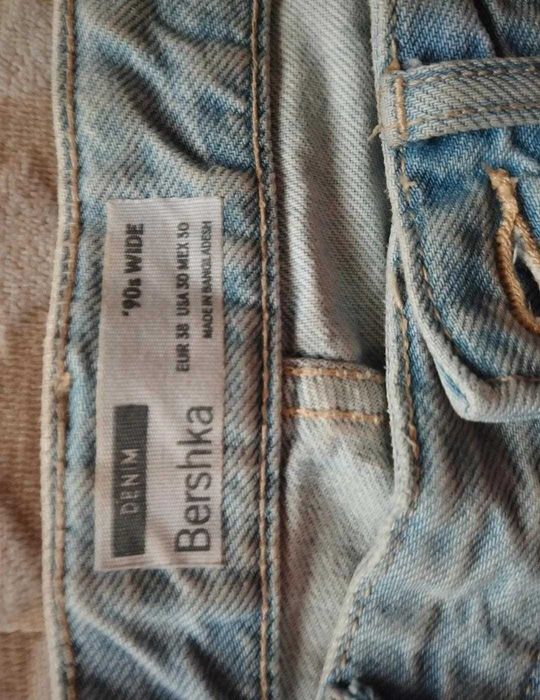 DENIM
'90s WIDE
Bershka
EUR 38 USA 30 MEX 30
MADE IN BANGLADESH